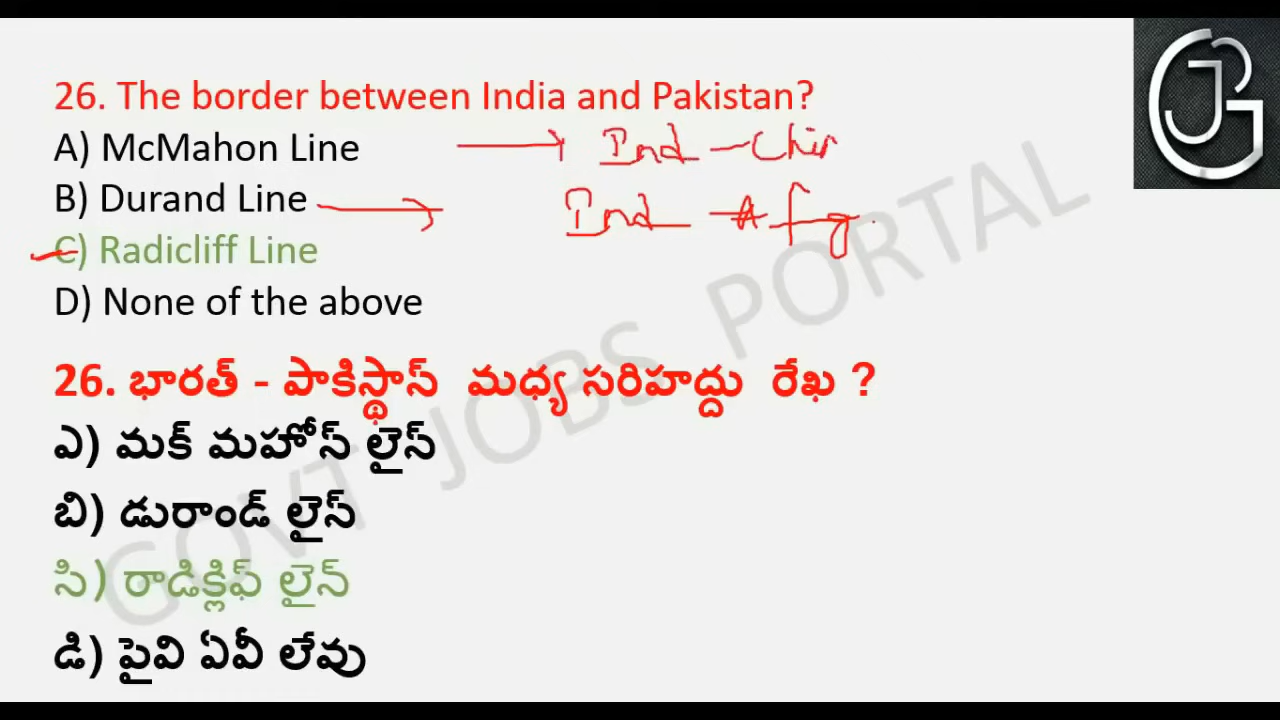 26. The border between India and Pakistan?
A) McMahon Line → Ind - Chin
B) Durand Line → Ind - Afg
C) Radicliff Line
D) None of the above
26. భారత్ - పాకిస్థాన్ మధ్య సరిహద్దు రేఖ ?
ఎ) మక్ మహోన్ లైన్
బి) డురాండ్ లైన్
సి) రాడిక్లిఫ్ లైన్
డి) పైవి ఏవీ లేవు
GOVT JOBS PORTAL
GJ